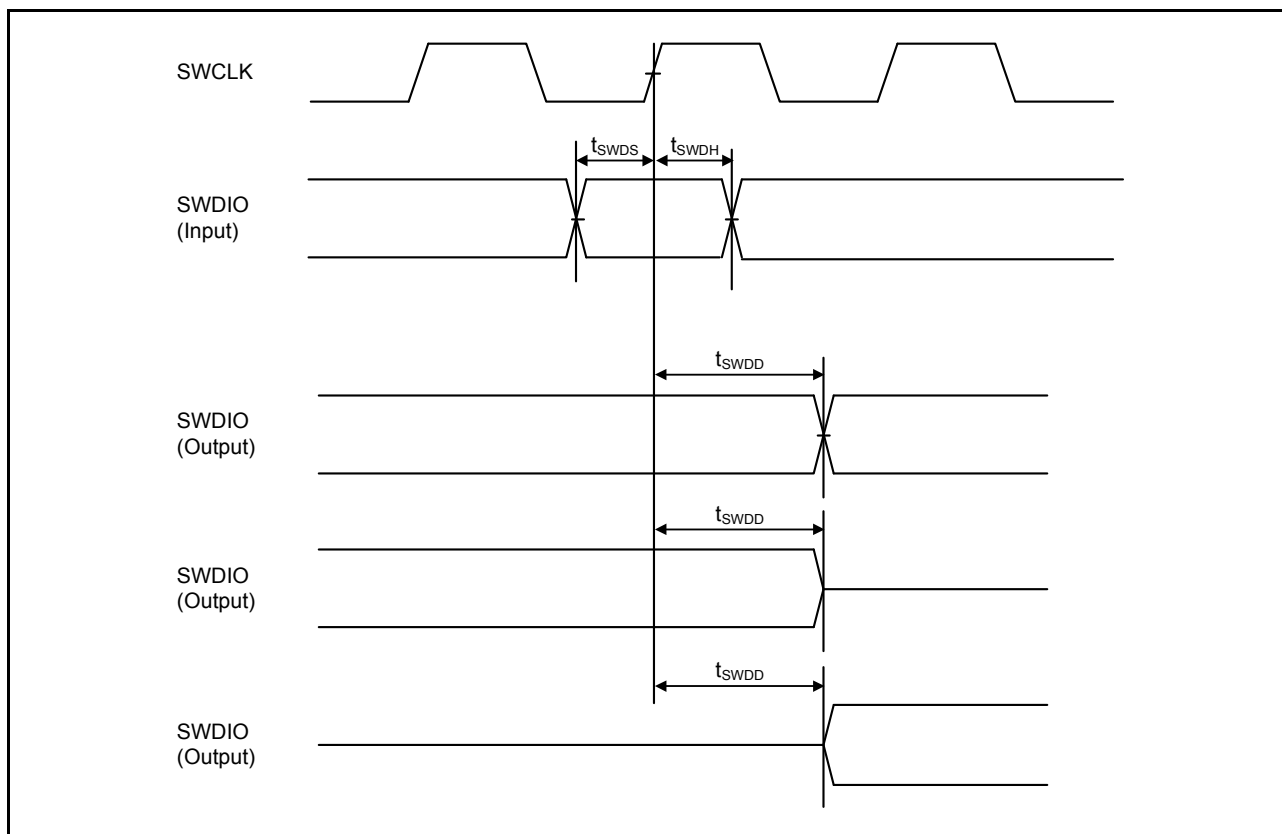 SWCLK
tSWDS
tSWDH
SWDIO
(Input)
tSWDD
SWDIO
(Output)
tSWDD
SWDIO
(Output)
tSWDD
SWDIO
(Output)